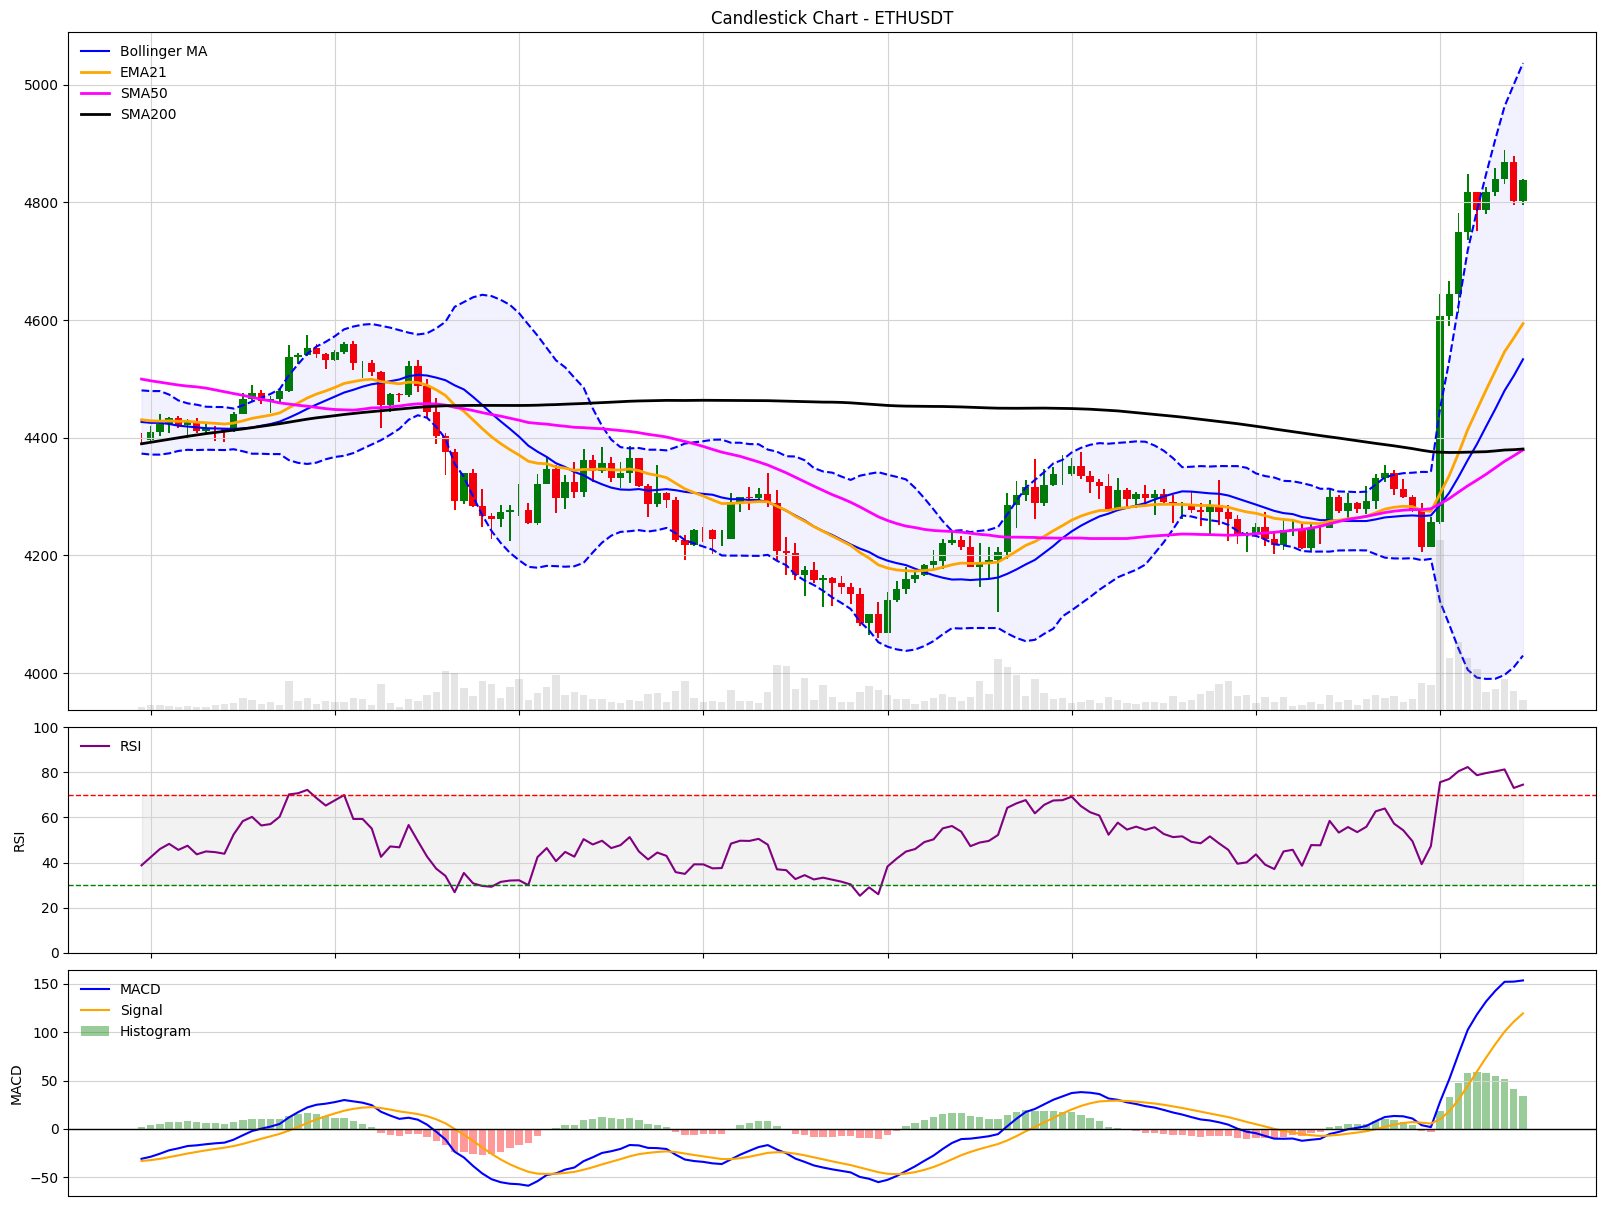 Candlestick Chart - ETHUSDT
Bollinger MA
EMA21
SMA50
SMA200
5000
4800
4600
4400
4200
4000
RSI
100
80
60
40
20
0
RSI
MACD
Signal
Histogram
150
100
50
0
−50
MACD